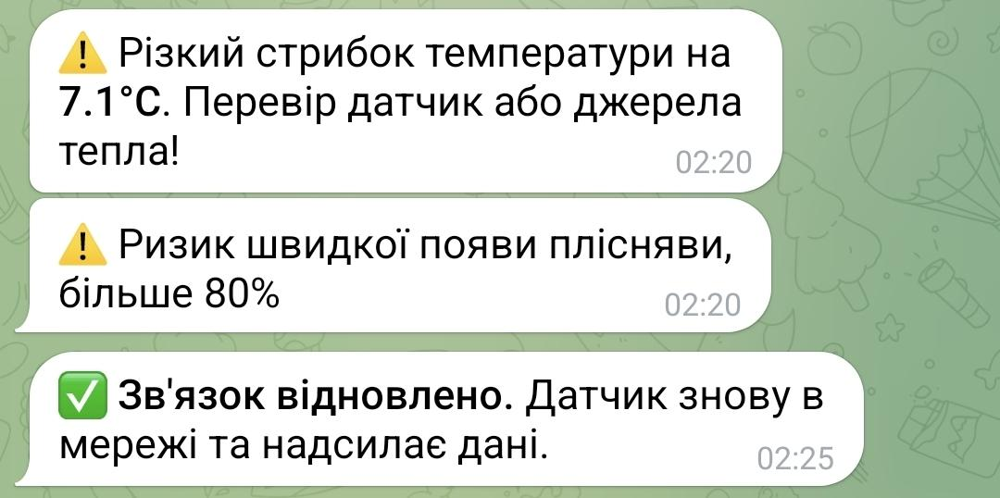 ⚠️ Різкий стрибок температури на
7.1°C. Перевір датчик або джерела
тепла!
02:20
⚠️ Ризик швидкої появи плісняви,
більше 80%
02:20
✅ Зв'язок відновлено. Датчик знову в
мережі та надсилає дані.
02:25